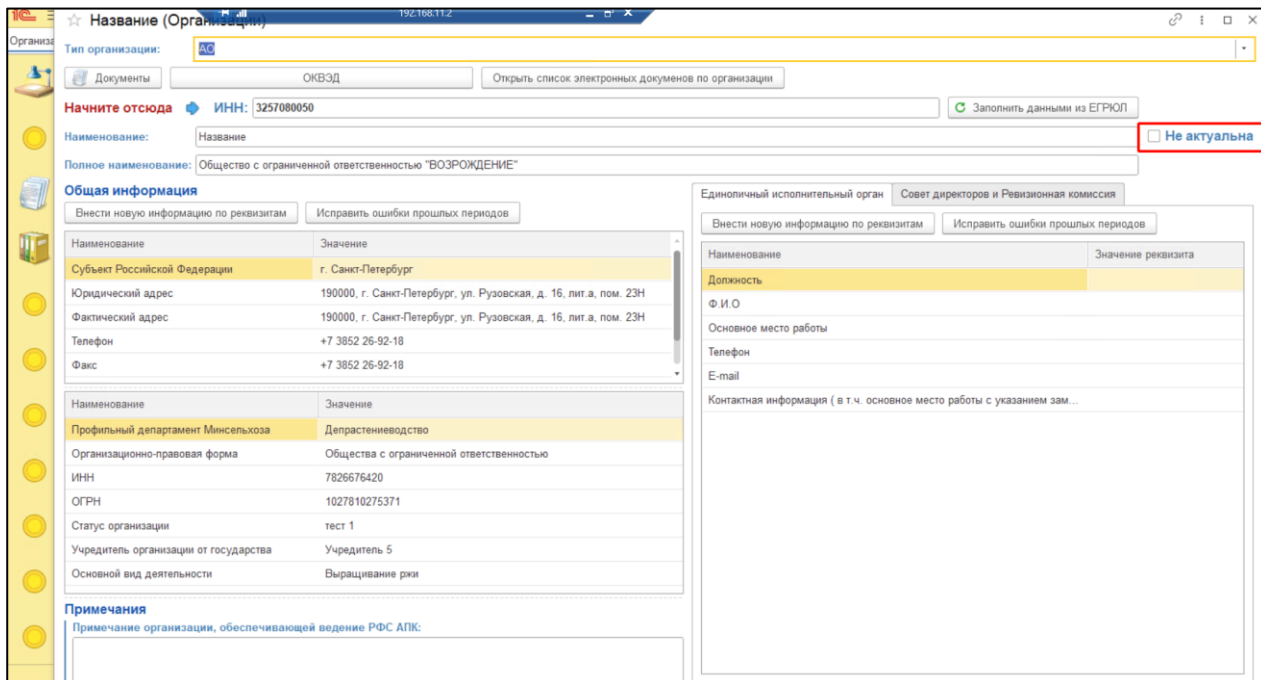 1С
192.168.11.2
Название (Организации)
Организа
Тип организации: АО
Документы ОКВЭД Открыть список электронных докуменов по организации
Начните отсюда ИНН: 3257080050 Заполнить данными из ЕГРЮЛ
Наименование: Название Не актуальна
Полное наименование: Общество с ограниченной ответственностью "ВОЗРОЖДЕНИЕ"
Общая информация
Внести новую информацию по реквизитам Исправить ошибки прошлых периодов
Наименование Значение
Субъект Российской Федерации г. Санкт-Петербург
Юридический адрес 190000, г. Санкт-Петербург, ул. Рузовская, д. 16, лит.а, пом. 23Н
Фактический адрес 190000, г. Санкт-Петербург, ул. Рузовская, д. 16, лит.а, пом. 23Н
Телефон +7 3852 26-92-18
Факс +7 3852 26-92-18
Наименование Значение
Профильный департамент Минсельхоза Депрастениеводство
Организационно-правовая форма Общества с ограниченной ответственностью
ИНН 7826676420
ОГРН 1027810275371
Статус организации тест 1
Учредитель организации от государства Учредитель 5
Основной вид деятельности Выращивание ржи
Примечания
Примечание организации, обеспечивающей ведение РФС АПК:
Единоличный исполнительный орган Совет директоров и Ревизионная комиссия
Внести новую информацию по реквизитам Исправить ошибки прошлых периодов
Наименование Значение реквизита
Должность
Ф.И.О
Основное место работы
Телефон
E-mail
Контактная информация ( в т.ч. основное место работы с указанием зам...